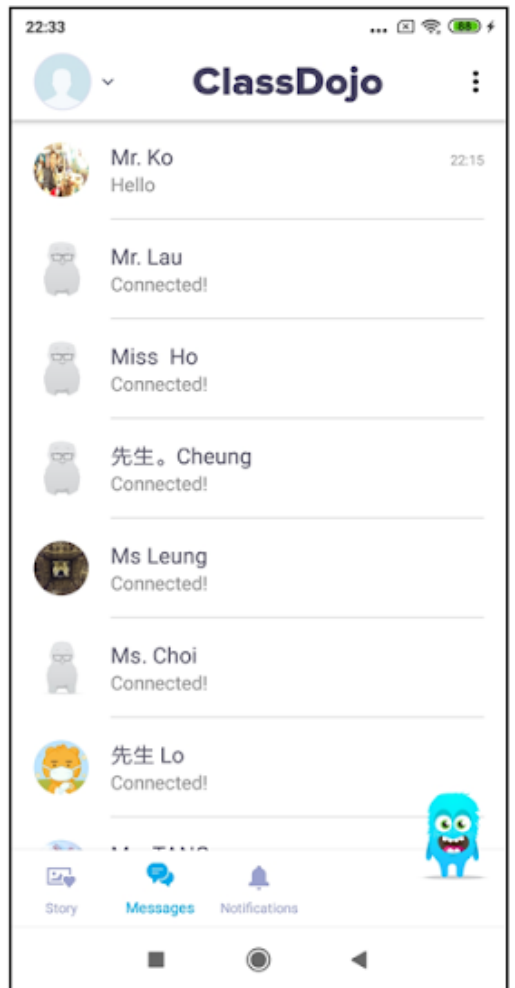 22:33
88
ClassDojo
Mr. Ko
22:15
Hello
Mr. Lau
Connected!
Miss  Ho
Connected!
先生。Cheung
Connected!
Ms Leung
Connected!
Ms. Choi
Connected!
先生 Lo
Connected!
Story
Messages
Notifications